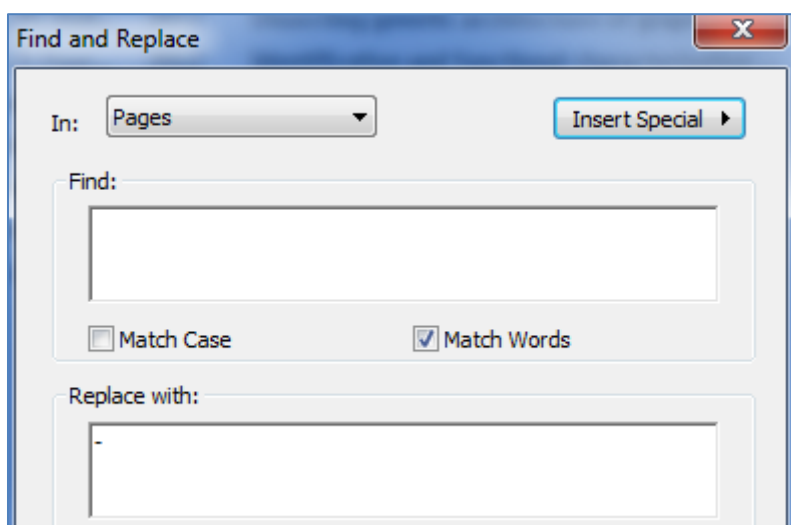 Find and Replace
In: Pages Insert Special
Find:
Match Case Match Words
Replace with:
-